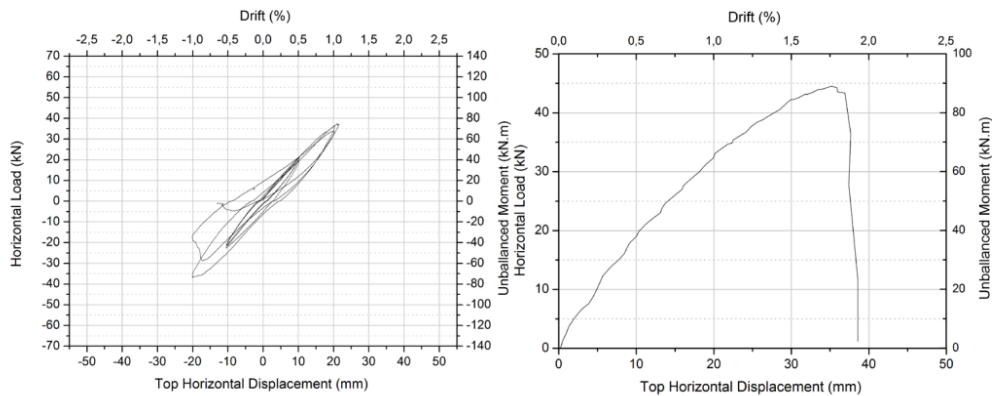 Drift (%)
-2,5 -2,0 -1,5 -1,0 -0,5 0,0 0,5 1,0 1,5 2,0 2,5
70 140
60 120
50 100
40 80
30 60
20 40
10 20
0 0
-10 -20
-20 -40
-30 -60
-40 -80
-50 -100
-60 -120
-70 -140
Horizontal Load (kN)
Unballanced Moment (kN.m)
-50 -40 -30 -20 -10 0 10 20 30 40 50
Top Horizontal Displacement (mm)
Drift (%)
0,0 0,5 1,0 1,5 2,0 2,5
50 100
40 80
30 60
20 40
10 20
0 0
Horizontal Load (kN)
Unballanced Moment (kN.m)
0 10 20 30 40 50
Top Horizontal Displacement (mm)